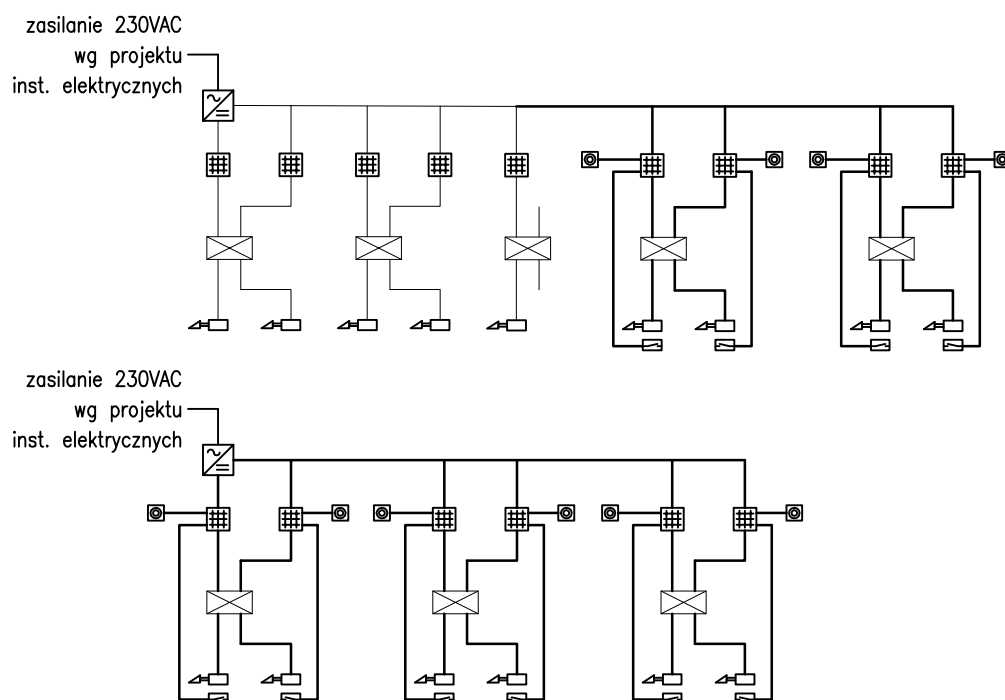 zasilanie 230VAC
wg projektu
inst. elektrycznych
zasilanie 230VAC
wg projektu
inst. elektrycznych